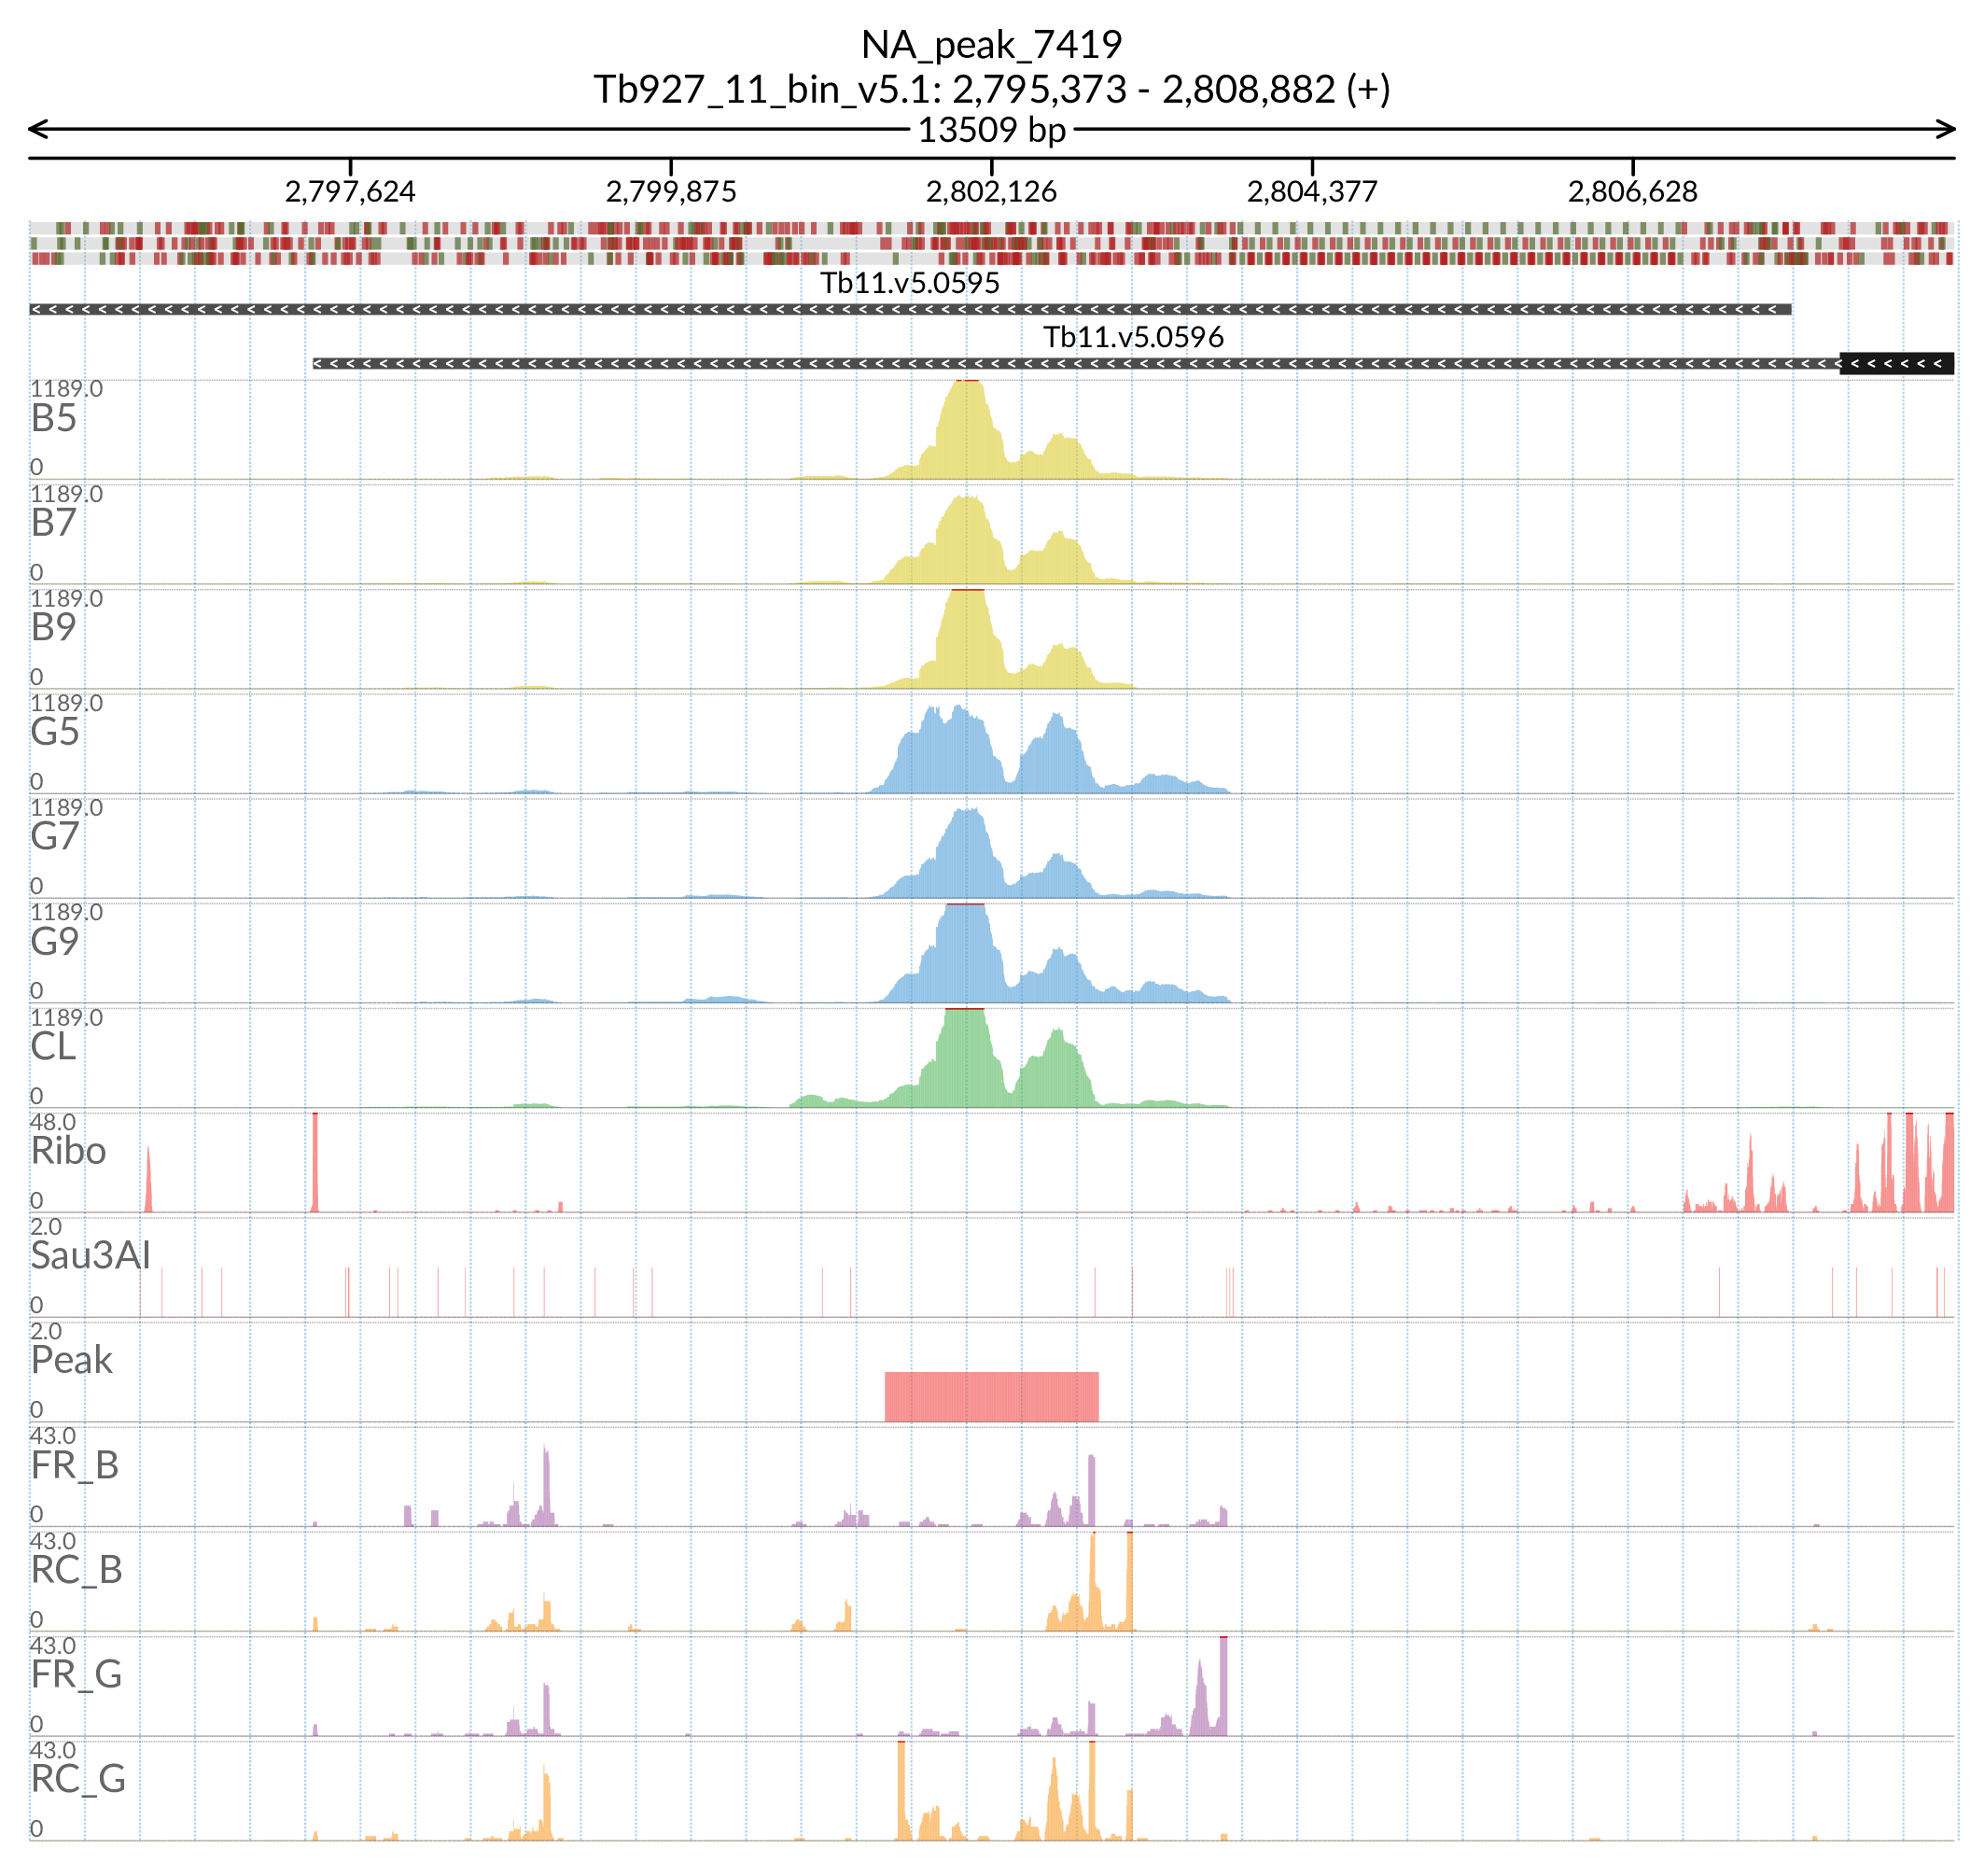 NA_peak_7419
Tb927_11_bin_v5.1: 2,795,373 - 2,808,882 (+)
13509 bp
2,797,624 2,799,875 2,802,126 2,804,377 2,806,628
Tb11.v5.0595
Tb11.v5.0596
1189.0
B5
0
1189.0
B7
0
1189.0
B9
0
1189.0
G5
0
1189.0
G7
0
1189.0
G9
0
1189.0
CL
0
48.0
Ribo
0
2.0
Sau3AI
0
2.0
Peak
0
43.0
FR_B
0
43.0
RC_B
0
43.0
FR_G
0
43.0
RC_G
0